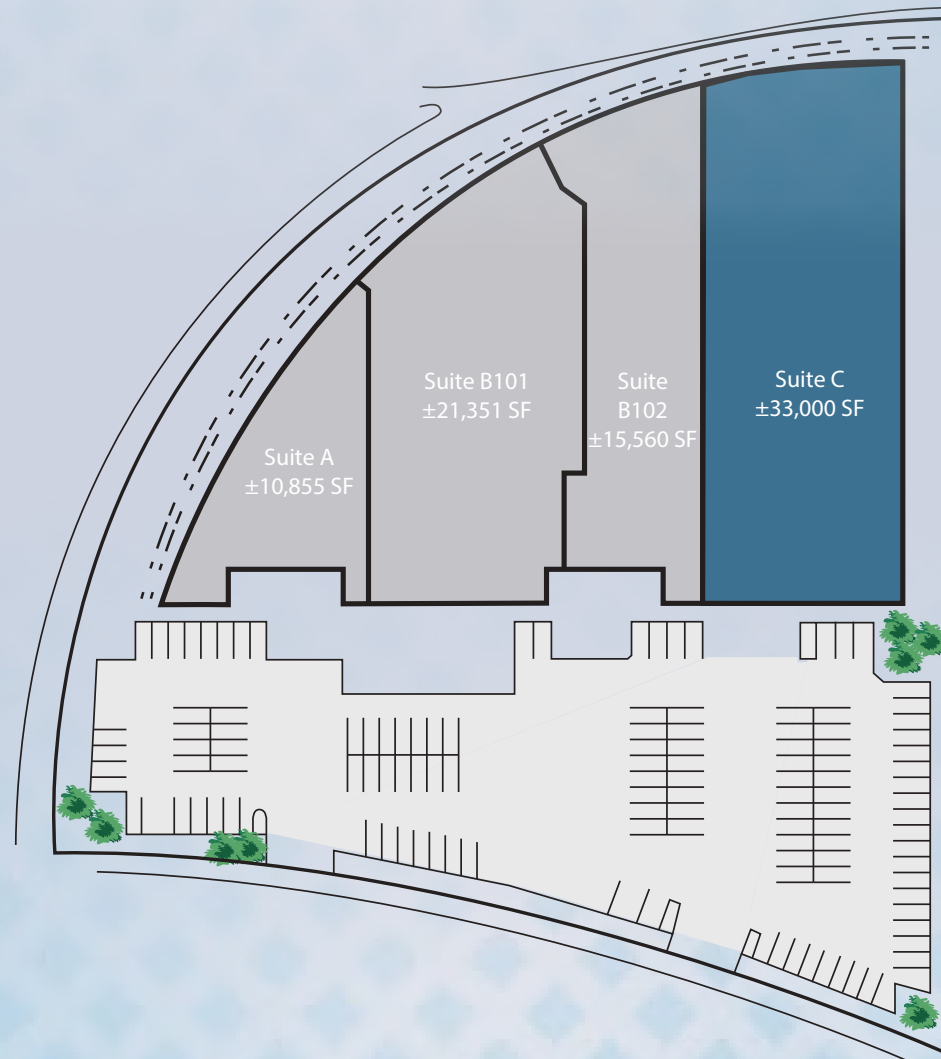 Suite A
±10,855 SF
Suite B101
±21,351 SF
Suite
B102
±15,560 SF
Suite C
±33,000 SF